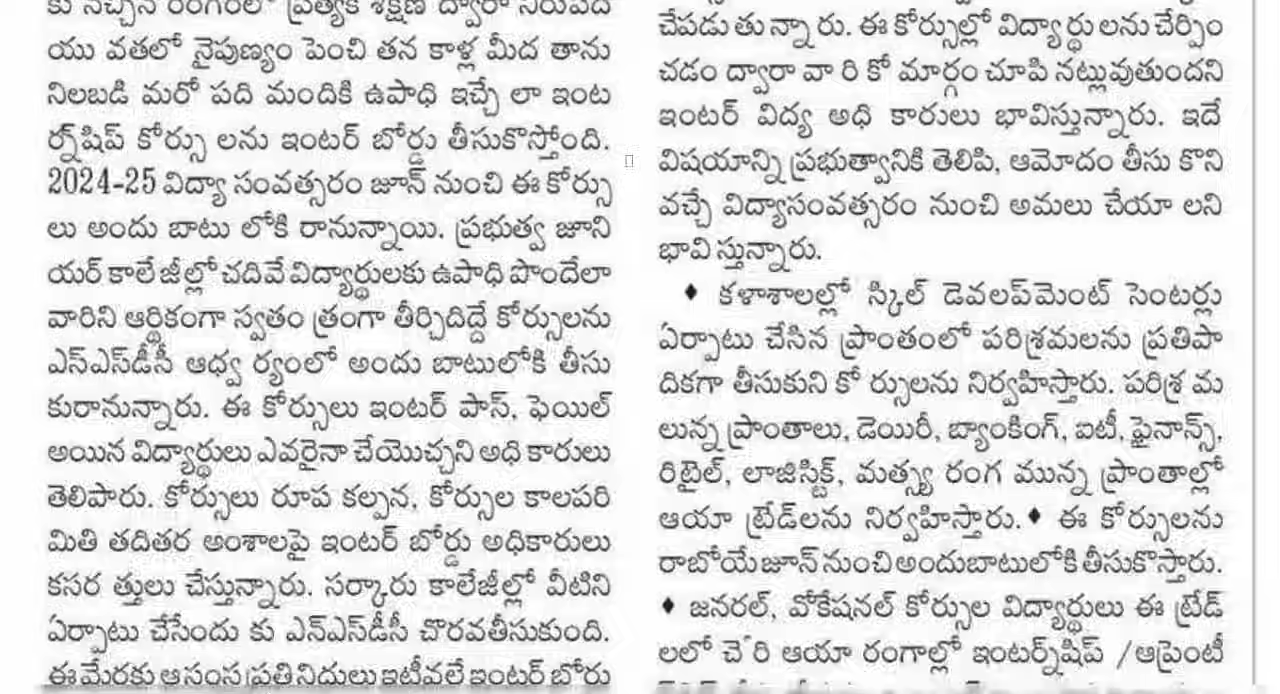 కు నచ్చిన రంగంలో ప్రత్యేక శిక్షణ ద్వారా నిరుపేద
యు వతలో నైపుణ్యం పెంచి తన కాళ్ల మీద తాను
నిలబడి మరో పది మందికి ఉపాధి ఇచ్చే లా ఇంట
ర్న్‌షిప్ కోర్సు లను ఇంటర్ బోర్డు తీసుకొస్తోంది.
2024-25 విద్యా సంవత్సరం జూన్ నుంచి ఈ కోర్సు
లు అందు బాటు లోకి రానున్నాయి. ప్రభుత్వ జూని
యర్ కాలేజీల్లో చదివే విద్యార్థులకు ఉపాధి పొందేలా
వారిని ఆర్థికంగా స్వతం త్రంగా తీర్చిదిద్దే కోర్సులను
ఎన్ఎస్‌డీసీ ఆధ్వ ర్యంలో అందు బాటులోకి తీసు
కురానున్నారు. ఈ కోర్సులు ఇంటర్ పాస్, ఫెయిల్
అయిన విద్యార్థులు ఎవరైనా చేయొచ్చని అధి కారులు
తెలిపారు. కోర్సులు రూప కల్పన, కోర్సుల కాలపరి
మితి తదితర అంశాలపై ఇంటర్ బోర్డు అధికారులు
కసర త్తులు చేస్తున్నారు. సర్కారు కాలేజీల్లో వీటిని
ఏర్పాటు చేసేందు కు ఎన్ఎస్‌డీసీ చొరవతీసుకుంది.
ఈ మేరకు ఆ సంస్థ ప్రతినిధులు ఇటీవలే ఇంటర్ బోర్డు
చేపడు తు న్నా రు. ఈ కోర్సుల్లో విద్యా ర్థు లను చేర్పిం
చడం ద్వారా వా రి కో మార్గం చూపి నట్లువుతుందని
ఇంటర్ విద్య అధి కారులు భావిస్తున్నారు. ఇదే
విషయాన్ని ప్రభుత్వానికి తెలిపి, ఆమోదం తీసు కొని
వచ్చే విద్యాసంవత్సరం నుంచి అమలు చేయా లని
భావి స్తున్నారు.
♦ కళాశాలల్లో స్కిల్ డెవలప్‌మెంట్ సెంటర్లు
ఏర్పాటు చేసిన ప్రాంతంలో పరిశ్రమలను ప్రతిపా
దికగా తీసుకుని కో ర్సులను నిర్వహిస్తారు. పరిశ్ర మ
లున్న ప్రాంతాలు, డెయిరీ, బ్యాంకింగ్, ఐటీ, ఫైనాన్స్,
రిటైల్, లాజిస్టిక్ట్, మత్స్య రంగ మున్న ప్రాంతాల్లో
ఆయా ట్రేడ్‌లను నిర్వహిస్తారు. ♦ ఈ కోర్సులను
రాబోయే జూన్ నుంచి అందుబాటులోకి తీసుకొస్తారు.
♦ జనరల్, వోకేషనల్ కోర్సుల విద్యార్థులు ఈ ట్రేడ్
లలో చే రి ఆయా రంగాల్లో ఇంటర్న్‌షిప్ /ఆప్రెంటీ